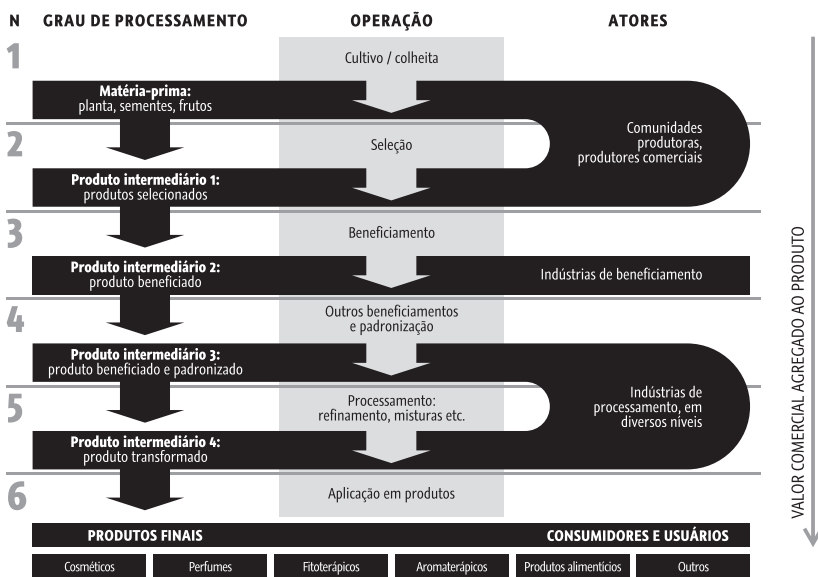 N GRAU DE PROCESSAMENTO OPERAÇÃO ATORES
1
Cultivo / colheita
Matéria-prima:
planta, sementes, frutos
2
Seleção
Comunidades
produtoras,
produtores comerciais
Produto intermediário 1:
produtos selecionados
3
Beneficiamento
Produto intermediário 2:
produto beneficiado
Indústrias de beneficiamento
4
Outros beneficiamentos
e padronização
Produto intermediário 3:
produto beneficiado e padronizado
5
Processamento:
refinamento, misturas etc.
Indústrias de
processamento, em
diversos níveis
Produto intermediário 4:
produto transformado
6
Aplicação em produtos
PRODUTOS FINAIS CONSUMIDORES E USUÁRIOS
Cosméticos Perfumes Fitoterápicos Aromaterápicos Produtos alimentícios Outros
VALOR COMERCIAL AGREGADO AO PRODUTO